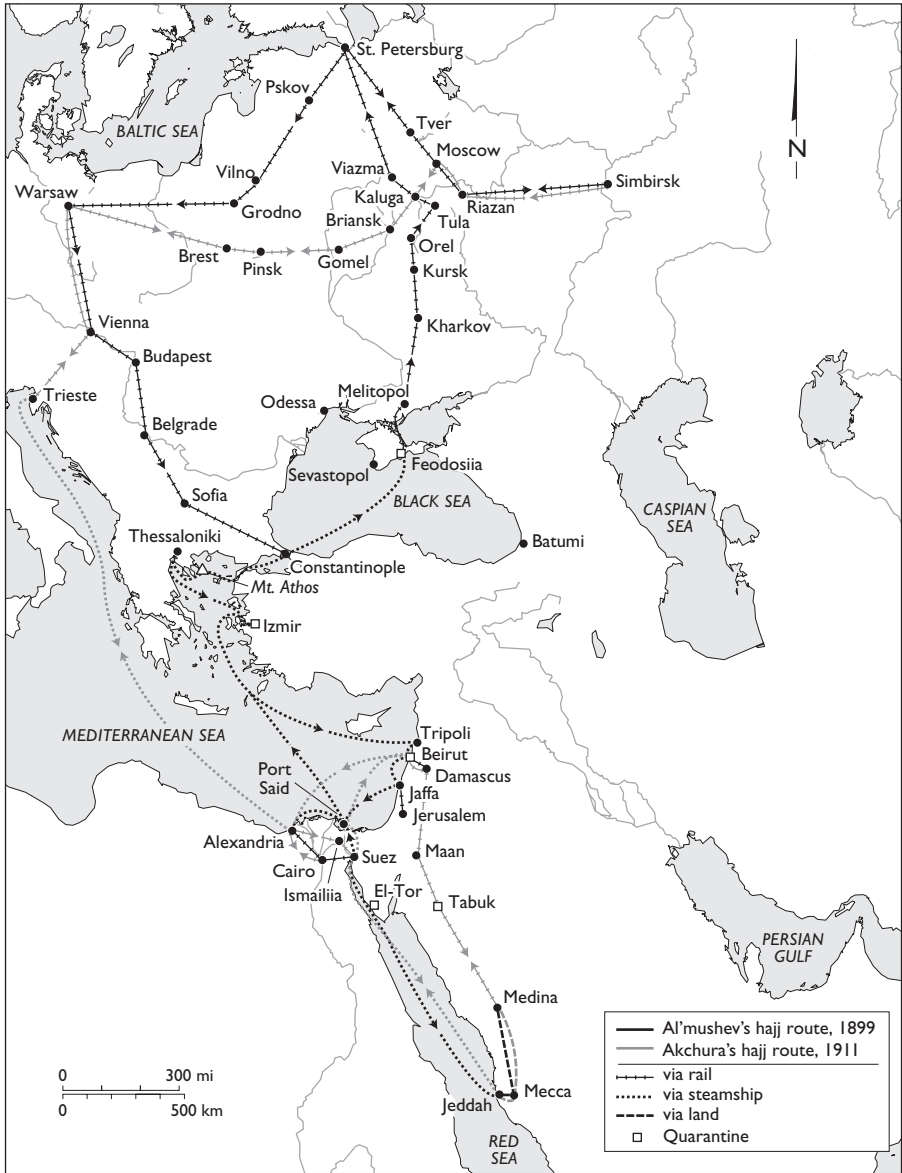 St. Petersburg
Pskov
BALTIC SEA
Tver
Moscow
N
Vilno
Viazma
Simbirsk
Warsaw
Kaluga
Riazan
Grodno
Tula
Briansk
Orel
Brest
Pinsk
Gomel
Kursk
Kharkov
Vienna
Budapest
Trieste
Melitopol
Odessa
Belgrade
Feodosiia
Sevastopol
BLACK SEA
Sofia
CASPIAN
SEA
Thessaloniki
Batumi
Constantinople
Mt. Athos
Izmir
MEDITERRANEAN SEA
Tripoli
Beirut
Port
Said
Damascus
Jaffa
Jerusalem
Alexandria
Maan
Cairo
Suez
Ismailiia
El-Tor
Tabuk
PERSIAN
GULF
Medina
Mecca
Jeddah
RED
SEA
0 300 mi
0 500 km
Al'mushev's hajj route, 1899
Akchura's hajj route, 1911
via rail
via steamship
via land
Quarantine